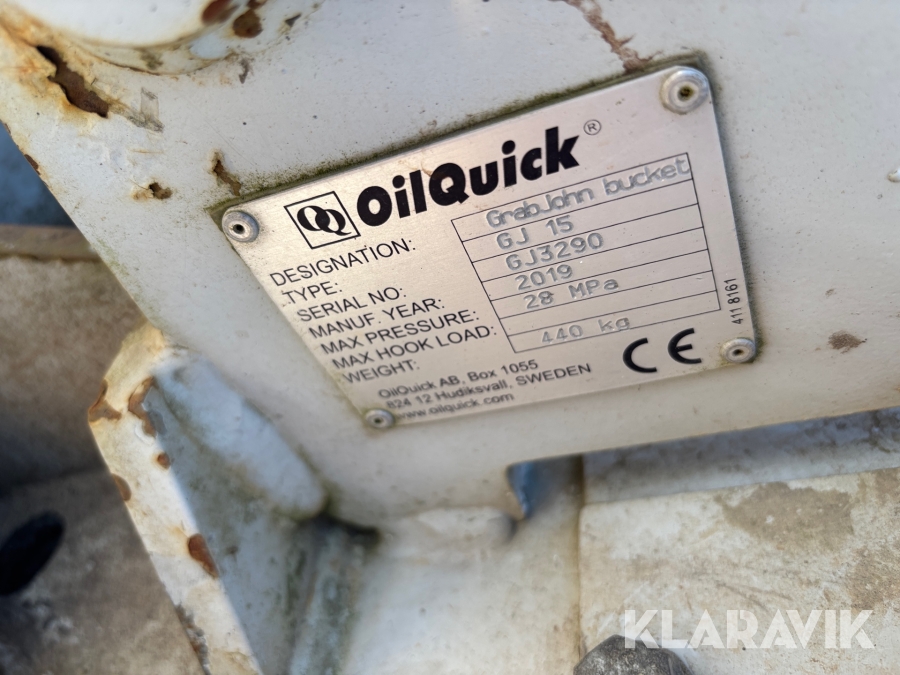 QQ OilQuick®
DESIGNATION: GrabJohn bucket
TYPE: GJ 15
SERIAL NO: GJ3290
MANUF. YEAR: 2019
MAX PRESSURE: 28 MPa
MAX HOOK LOAD:
WEIGHT: 440 kg
OilQuick AB, Box 1055
824 12 Hudiksvall, SWEDEN
www.oilquick.com
CE
411 8161
KLARAVIK